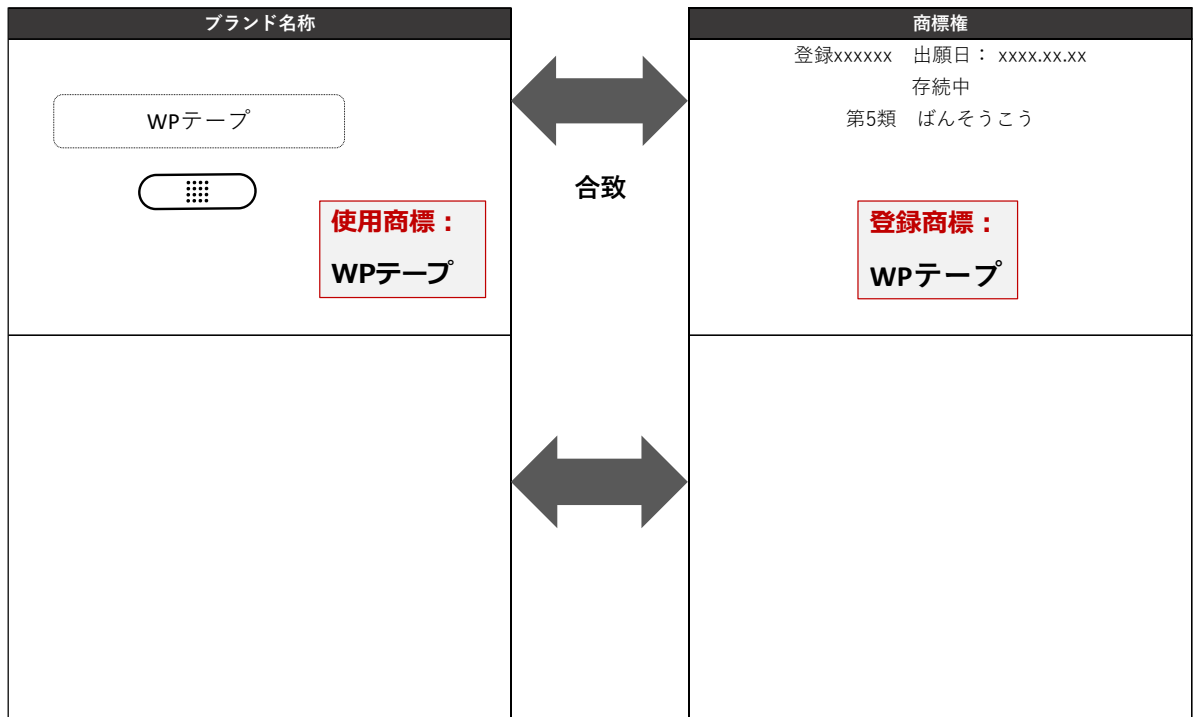 ブランド名称
WPテープ
使用商標：
WPテープ
合致
商標権
登録xxxxxx　出願日： xxxx.xx.xx
存続中
第5類　ばんそうこう
登録商標：
WPテープ